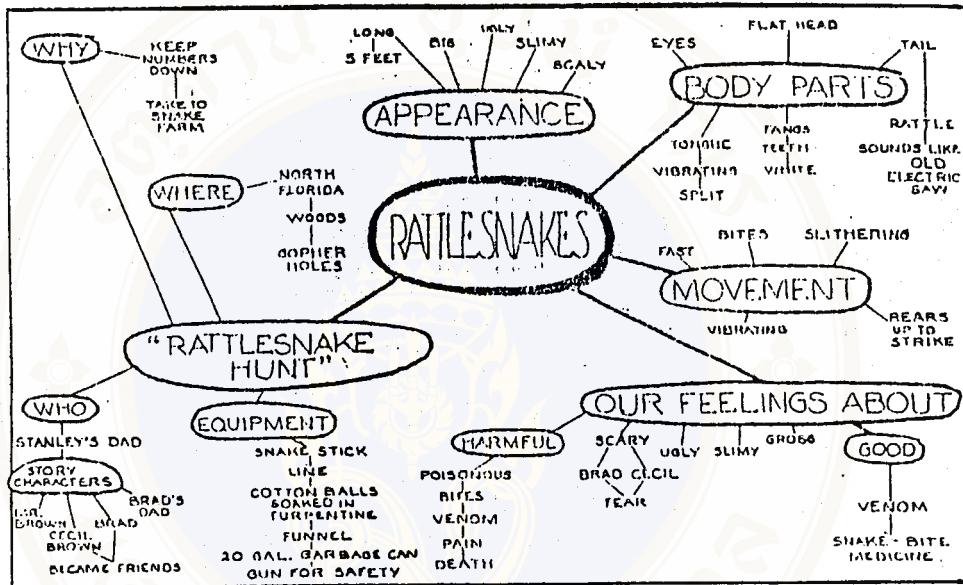 WHY
KEEP
NUMBERS
DOWN
TAKE TO
SNAKE
FARM
WHERE
NORTH
FLORIDA
WOODS
GOPHER
HOLES
LONG
5 FEET
BIG
UGLY
SLIMY
SCALY
APPEARANCE
EYES
FLAT HEAD
TAIL
BODY PARTS
TONGUE
VIBRATING
SPLIT
FANGS
TEETH
WHITE
RATTLE
SOUNDS LIKE
OLD
ELECTRIC
SAW
RATTLESNAKES
FAST
BITES
SLITHERING
MOVEMENT
VIBRATING
REARS
UP TO
STRIKE
"RATTLESNAKE
HUNT"
WHO
STANLEY'S DAD
STORY
CHARACTERS
MR.
BROWN
CECIL
BROWN
BRAD
BRAD'S
DAD
BECAME FRIENDS
EQUIPMENT
SNAKE STICK
LINE
COTTON BALLS
SOAKED IN
TURPENTINE
FUNNEL
20 GAL. GARBAGE CAN
GUN FOR SAFETY
OUR FEELINGS ABOUT
HARMFUL
POISONOUS
BITES
VENOM
PAIN
DEATH
SCARY
BRAD CECIL
FEAR
UGLY
SLIMY
GROSS
GOOD
VENOM
SNAKE-BITE
MEDICINE